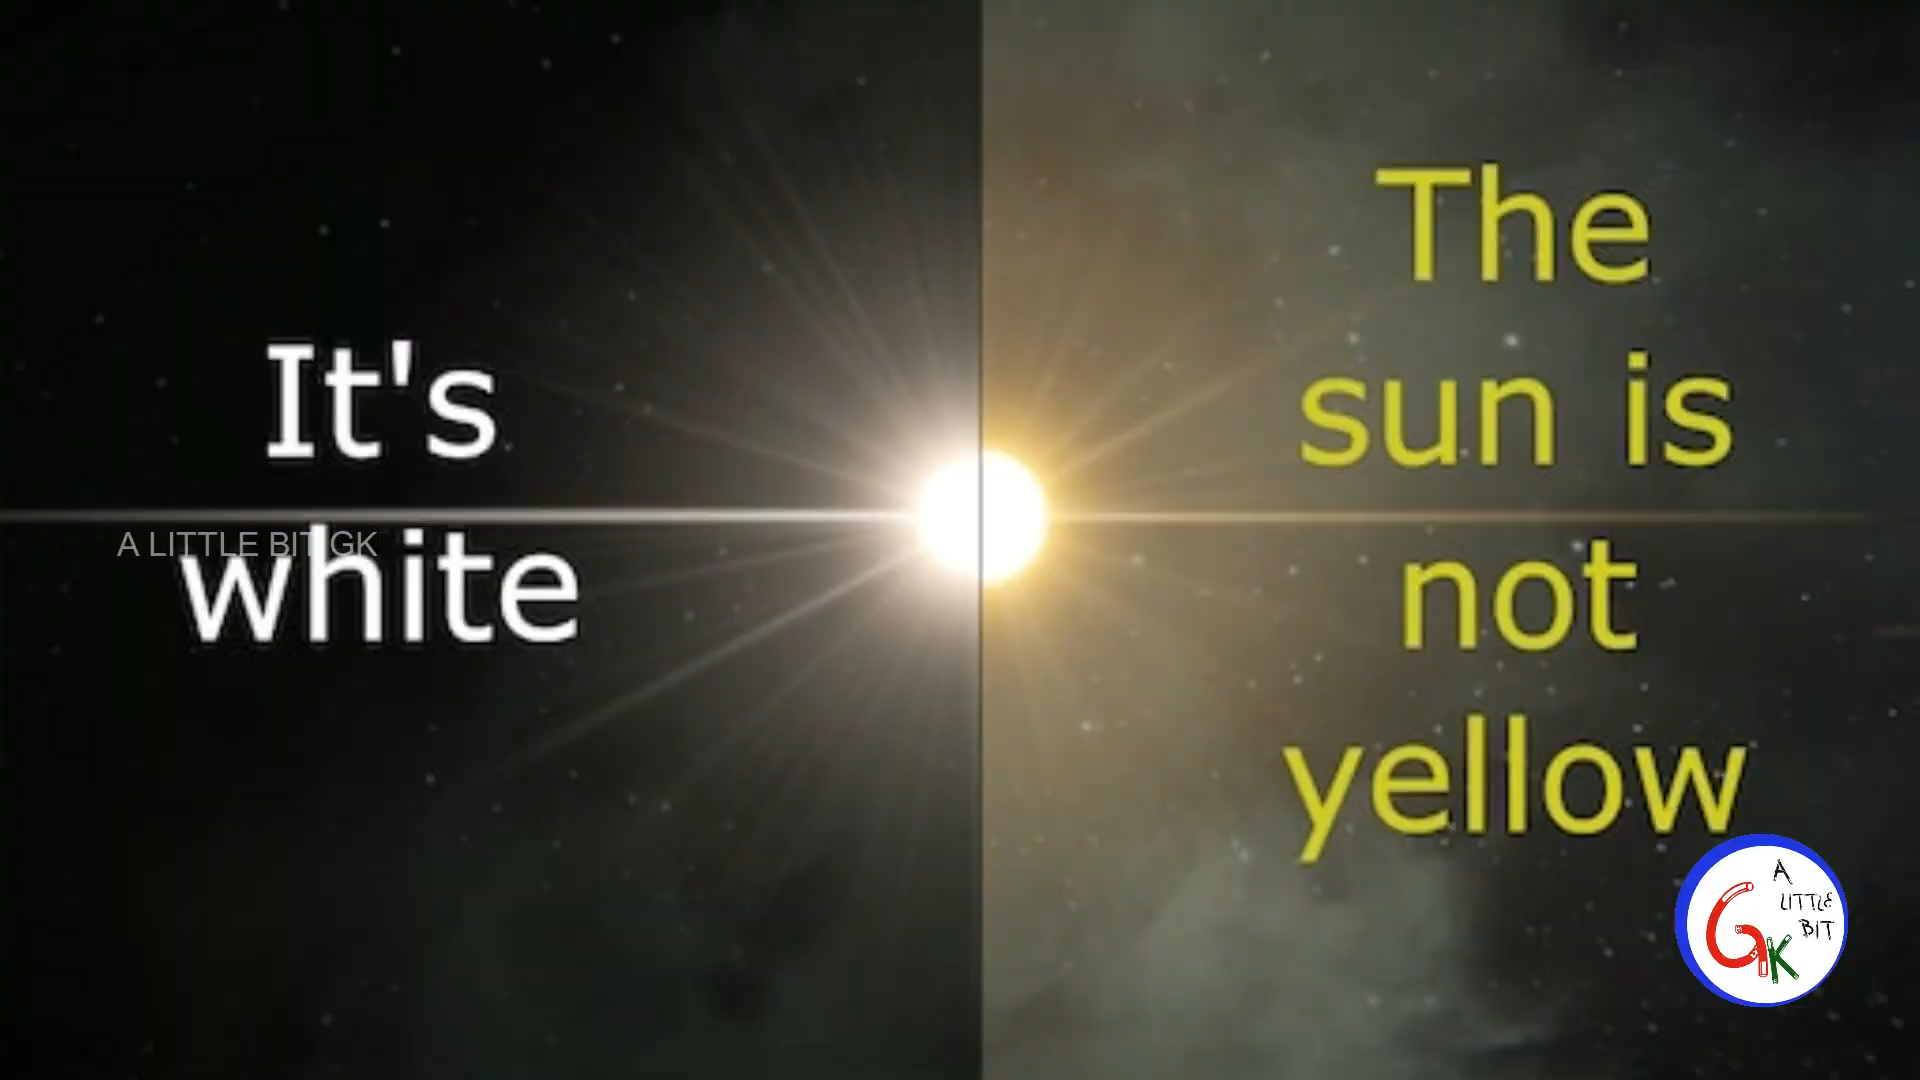 It's
white
A LITTLE BIT GK
The
sun is
not
yellow
A
LITTLE
BIT
GK